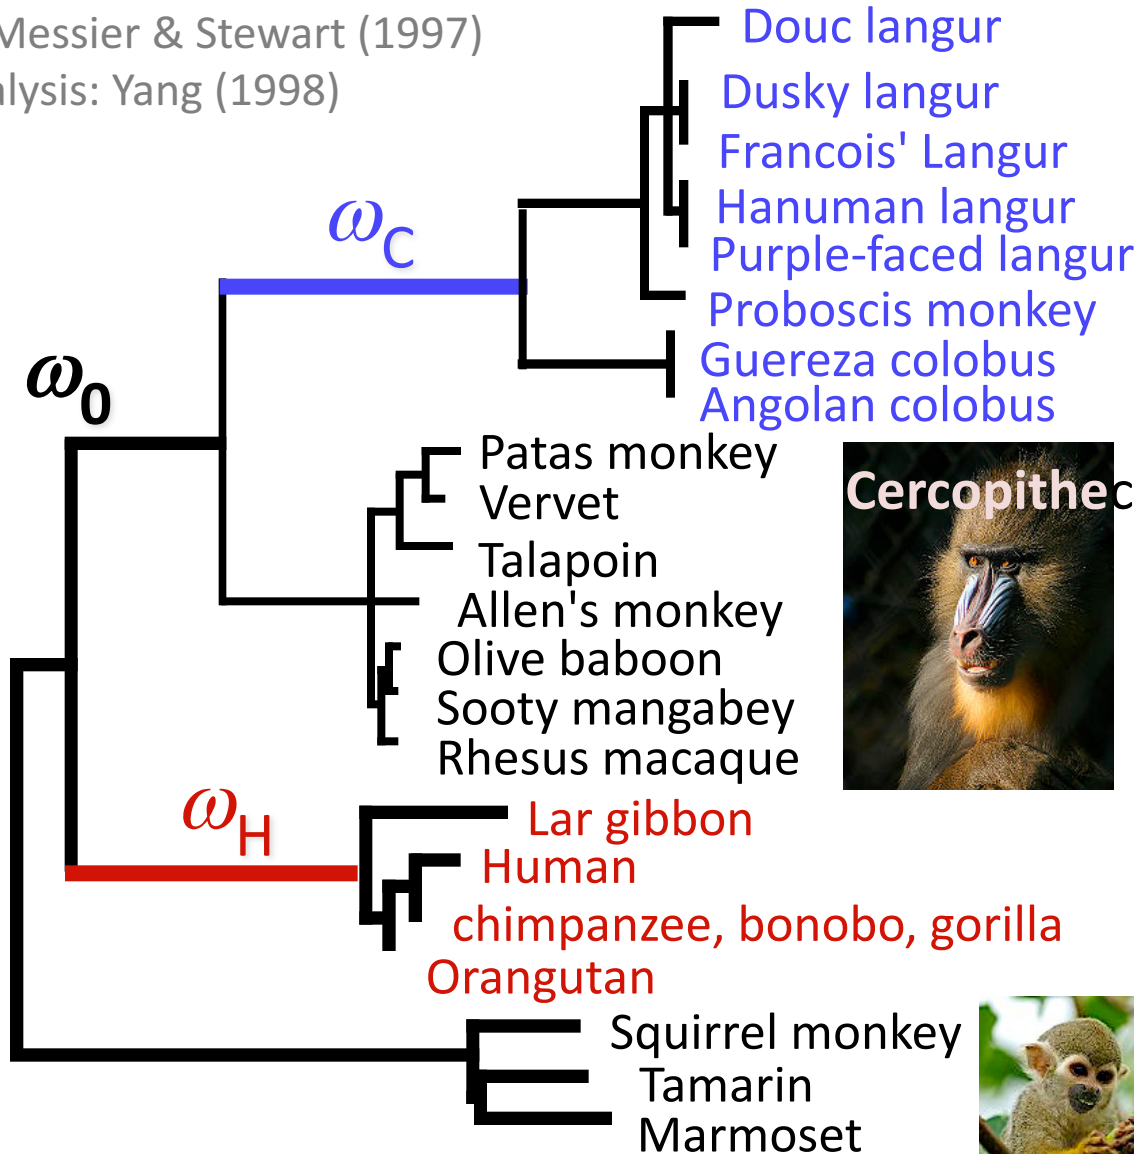 Messier & Stewart (1997)
alysis: Yang (1998)
Douc langur
Dusky langur
Francois' Langur
Hanuman langur
Purple-faced langur
Proboscis monkey
Guereza colobus
Angolan colobus
ωC
ω0
Patas monkey
Vervet
Talapoin
Allen's monkey
Olive baboon
Sooty mangabey
Rhesus macaque
Cercopithec
ωH
Lar gibbon
Human
chimpanzee, bonobo, gorilla
Orangutan
Squirrel monkey
Tamarin
Marmoset